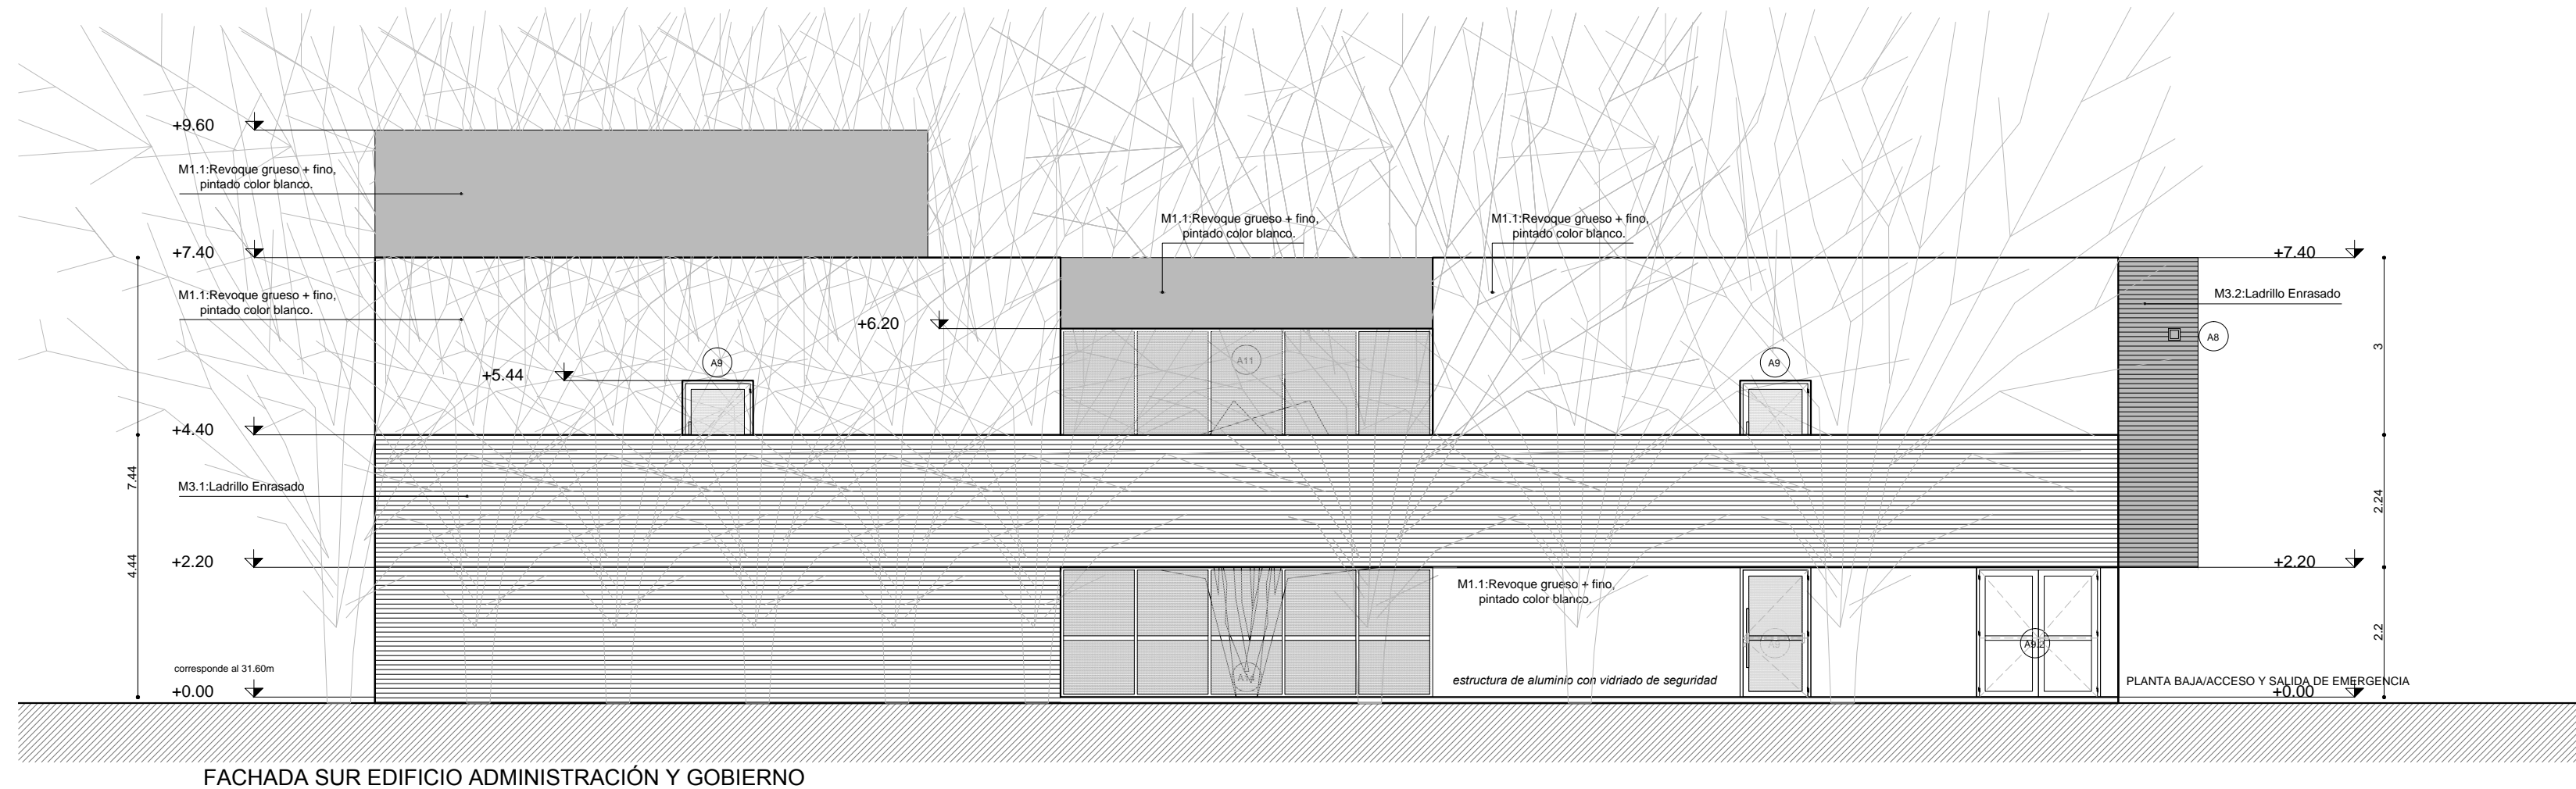 +9.60
M1.1:Revoque grueso + fino,
pintado color blanco.
M1.1:Revoque grueso + fino,
pintado color blanco.
M1.1:Revoque grueso + fino,
pintado color blanco.
+7.40
+7.40
M1.1:Revoque grueso + fino,
pintado color blanco.
M3.2:Ladrillo Enrasado
+6.20
A8
3
A11
A9
A9
+5.44
+4.40
7.44
M3.1:Ladrillo Enrasado
2.24
+2.20
+2.20
4.44
M1.1:Revoque grueso + fino,
pintado color blanco.
2.2
A9
A9.2
corresponde al 31.60m
estructura de aluminio con vidriado de seguridad
PLANTA BAJA/ACCESO Y SALIDA DE EMERGENCIA
+0.00
+0.00
FACHADA SUR EDIFICIO ADMINISTRACIÓN Y GOBIERNO